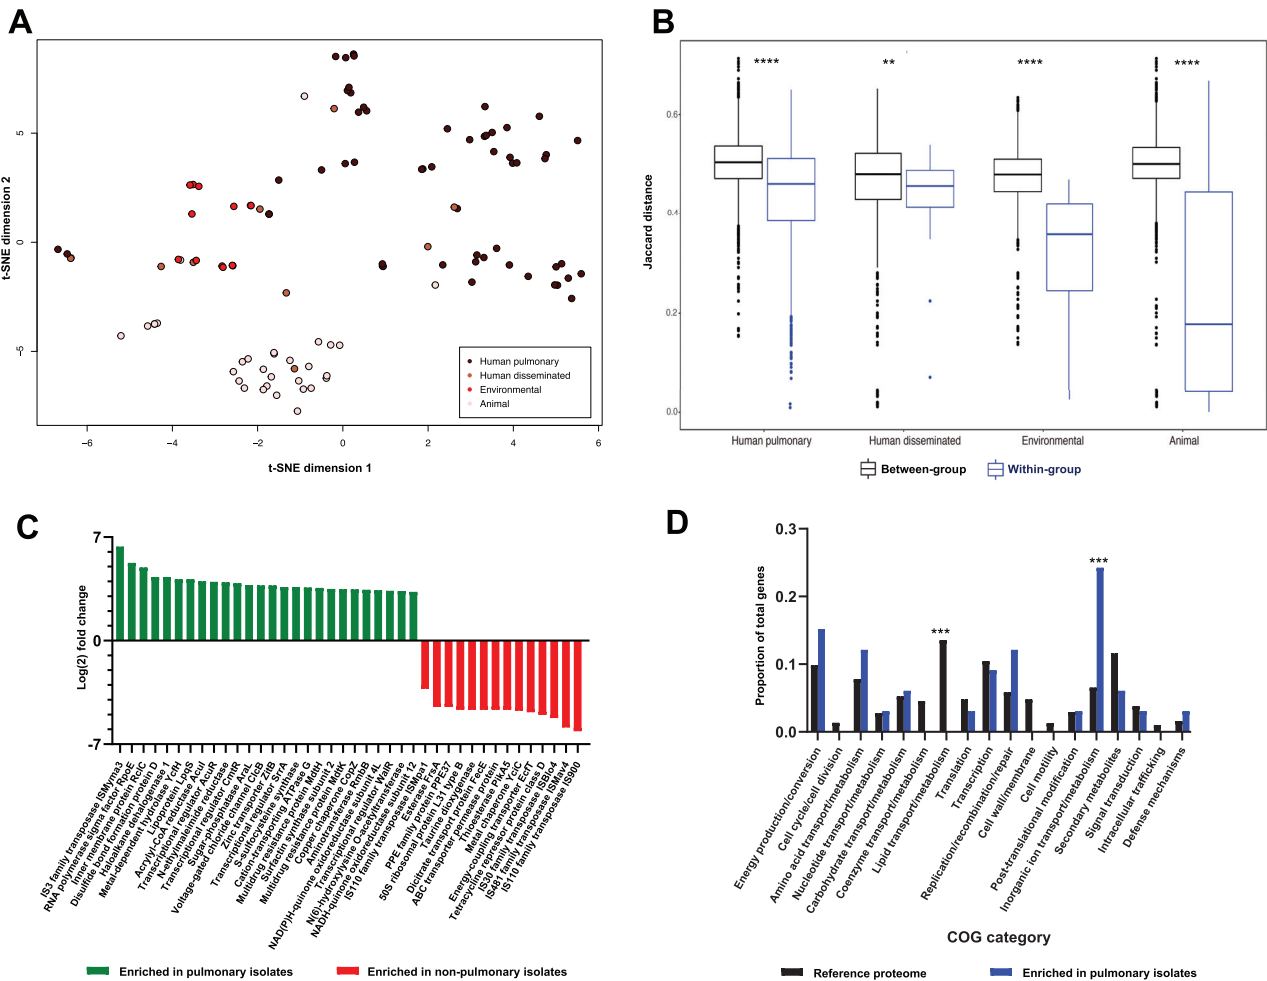 A
t-SNE dimension 2
5
0
−5
−6
−4
−2
0
2
4
6
t-SNE dimension 1
Human pulmonary
Human disseminated
Environmental
Animal
B
Jaccard distance
0.6
0.4
0.2
0.0
****
**
****
****
Human pulmonary
Human disseminated
Environmental
Animal
Between-group
Within-group
C
Log(2) fold change
7
0
-7
IS3 family transposase ISMyma3
RNA polymerase sigma factor RpoE
Inner membrane protein RclC
Disulfide bond formation protein D
Haloalkane dehalogenase 1
Metal-dependent hydrolase YcfH
Lipoprotein LpqS
Acrylyl-CoA reductase AcuI
Transcriptional regulator AcuR
N-ethylmaleimide reductase
Transcriptional regulator CmtR
Sugar-phosphatase AraL
Voltage-gated chloride channel ClcB
Zinc transporter ZitB
Transcriptional regulator SrrA
S-sulfocysteine synthase
Cation-transporting ATPase G
Multidrug resistance protein MdtH
Surfactin synthase subunit 2
Multidrug resistance protein MdtK
Copper chaperone CopZ
Aminotransferase RmbB
NAD(P)H-quinone oxidoreductase subunit 4L
Transcriptional regulator WalR
N(6)-hydroxylysine O-acetyltransferase
NADH-quinone oxidoreductase subunit 12
IS110 family transposase ISMpg1
Esterase EstA
PPE family protein PPE37
50S ribosomal protein L31 type B
Taurine dioxygenase
Dicitrate transport protein FecE
ABC transporter permease protein
Thioesterase PikA5
Metal chaperone YciC
Energy-coupling transporter EcfT
Tetracycline repressor protein class D
IS30 family transposase ISBlo4
IS481 family transposase ISMav4
IS110 family transposase IS900
Enriched in pulmonary isolates
Enriched in non-pulmonary isolates
D
Proportion of total genes
0.3
0.2
0.1
0.0
***
***
Energy production/conversion
Cell cycle/cell division
Amino acid transport/metabolism
Nucleotide transport/metabolism
Carbohydrate transport/metabolism
Coenzyme transport/metabolism
Lipid transport/metabolism
Translation
Transcription
Replication/recombination/repair
Cell wall/membrane
Cell motility
Post-translational modification
Inorganic ion transport/metabolism
Secondary metabolites
Signal transduction
Intracellular trafficking
Defense mechanisms
COG category
Reference proteome
Enriched in pulmonary isolates